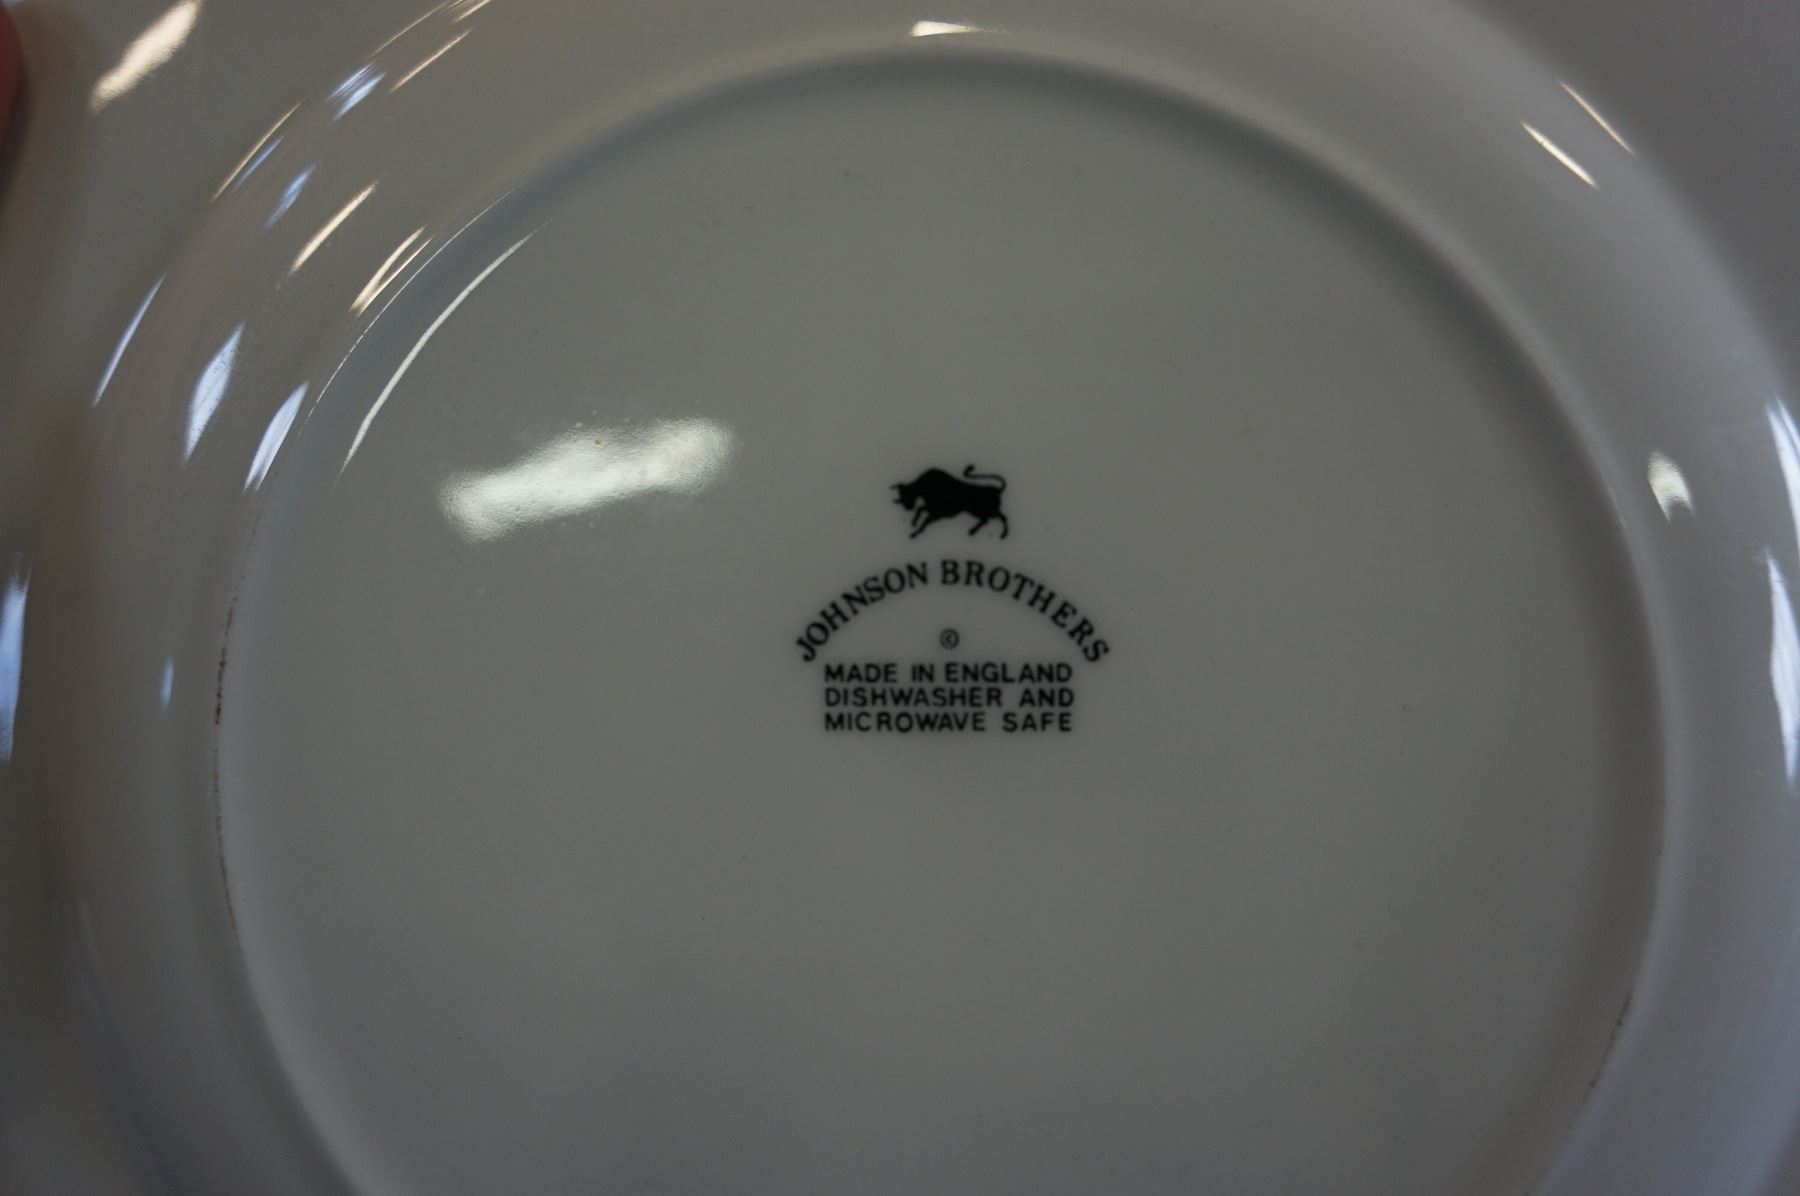 JOHNSON BROTHERS
©
MADE IN ENGLAND
DISHWASHER AND
MICROWAVE SAFE